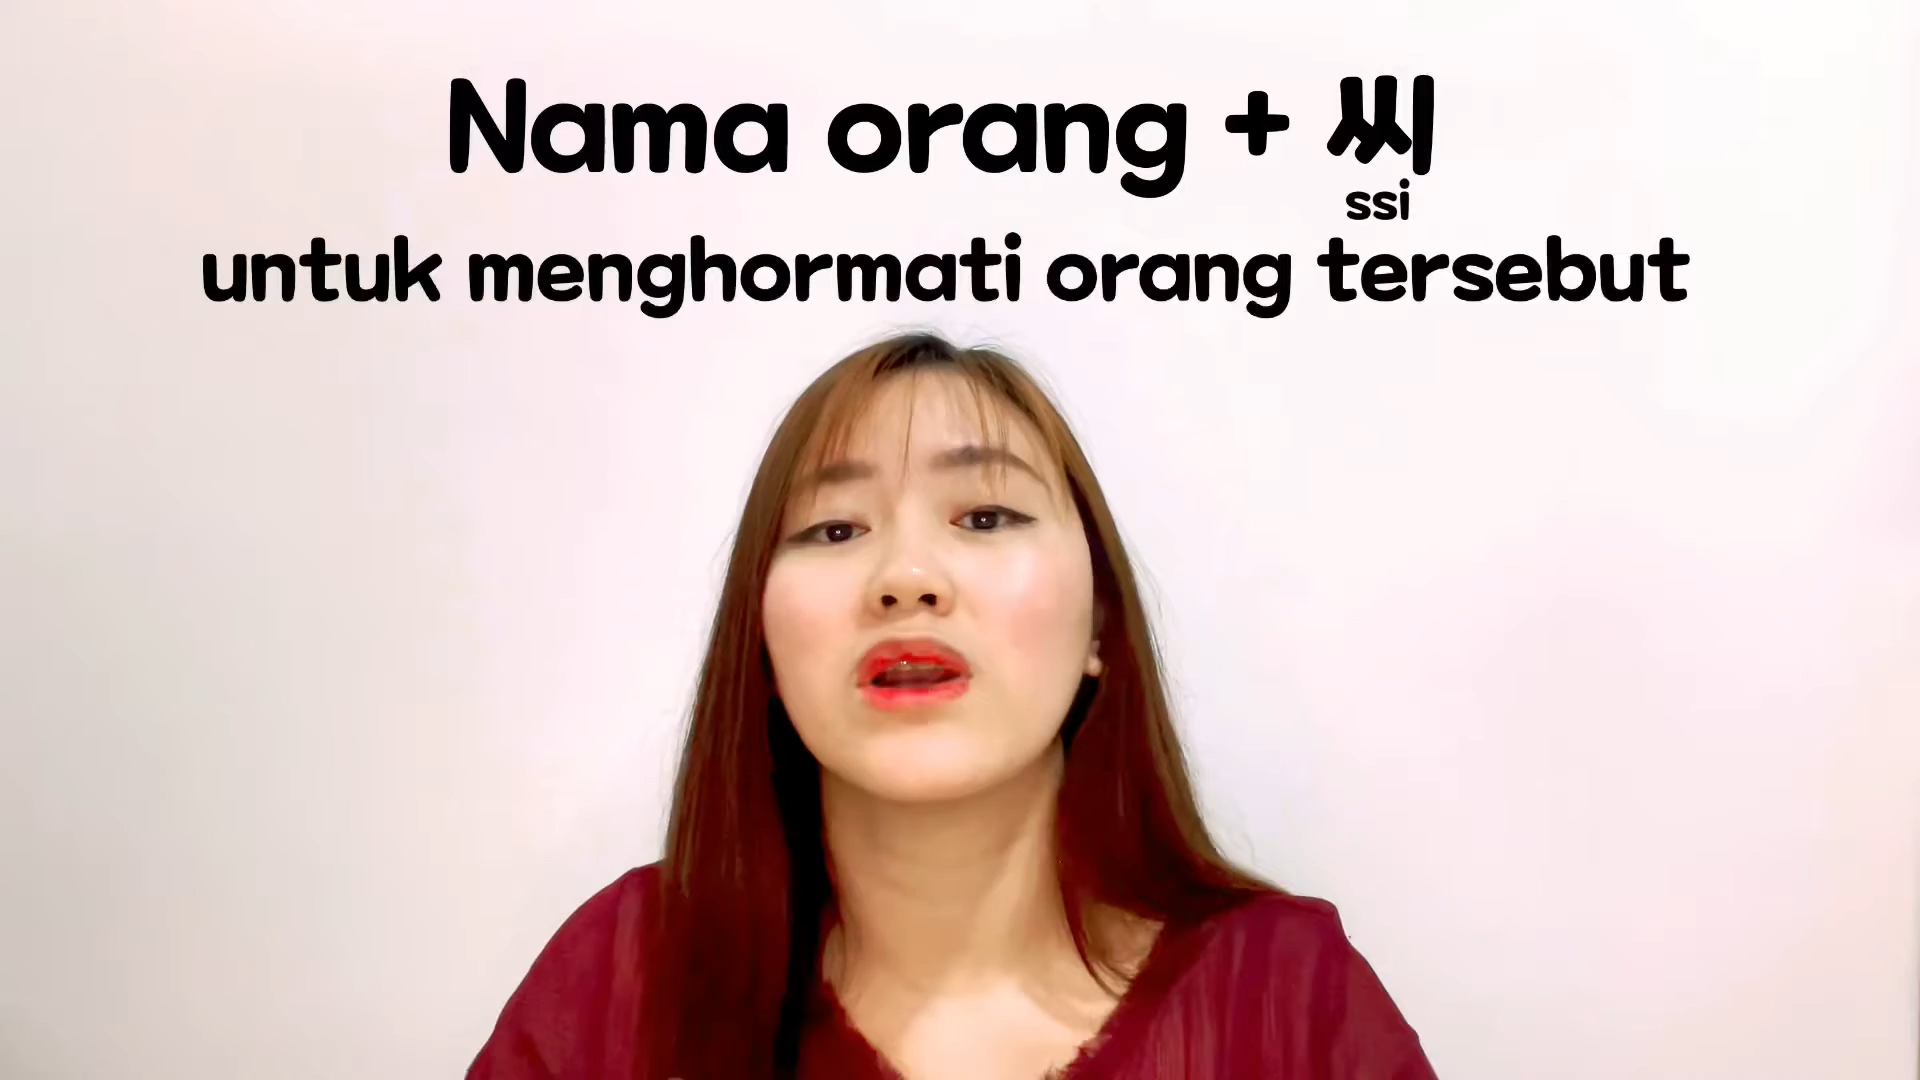 Nama orang + 씨
ssi
untuk menghormati orang tersebut